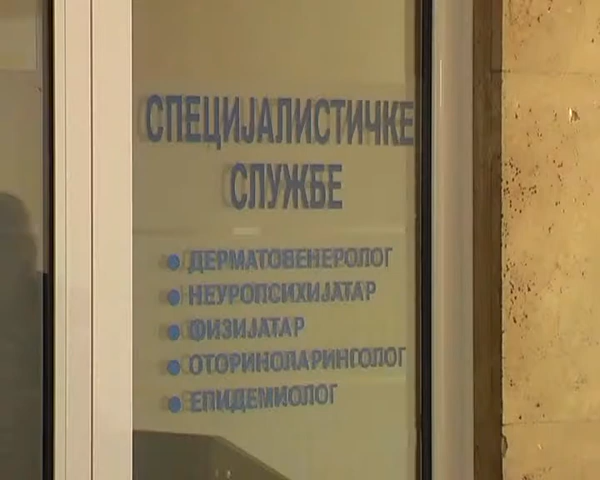 СПЕЦИЈАЛИСТИЧКЕ
СЛУЖБЕ
• ДЕРМАТОВЕНЕРОЛОГ
• НЕУРОПСИХИЈАТАР
• ФИЗИЈАТАР
• ОТОРИНОЛАРИНГОЛОГ
• ЕПИДЕМИОЛОГ